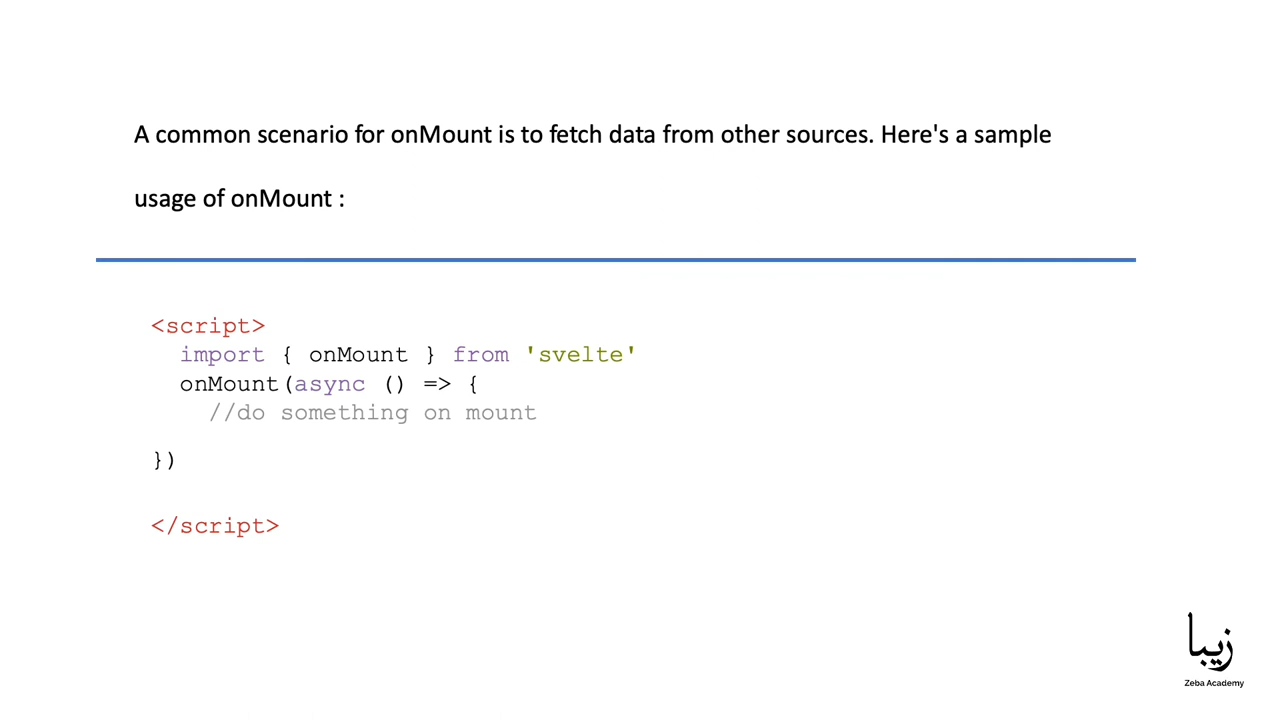 A common scenario for onMount is to fetch data from other sources. Here's a sample
usage of onMount :
<script>
  import { onMount } from 'svelte'
  onMount(async () => {
    //do something on mount
})
</script>
زیبا
Zeba Academy